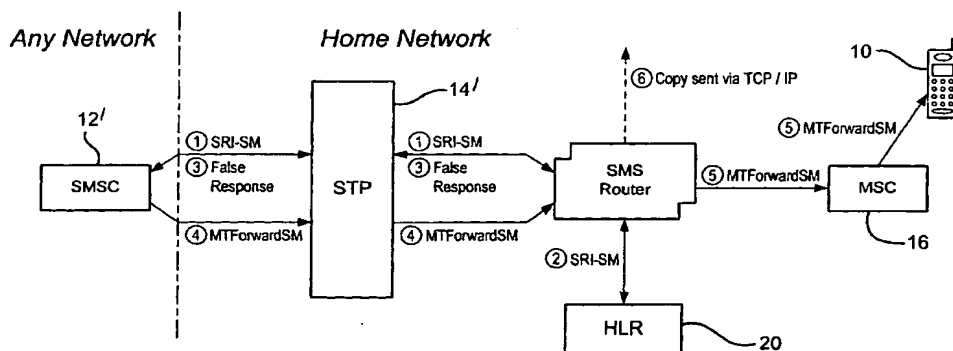 Any Network
Home Network
10
14'
⑥ Copy sent via TCP / IP
12'
① SRI-SM
① SRI-SM
⑤ MTForwardSM
③ False
Response
③ False
Response
SMSC
STP
SMS
Router
⑤ MTForwardSM
MSC
④ MTForwardSM
④ MTForwardSM
16
② SRI-SM
HLR
20